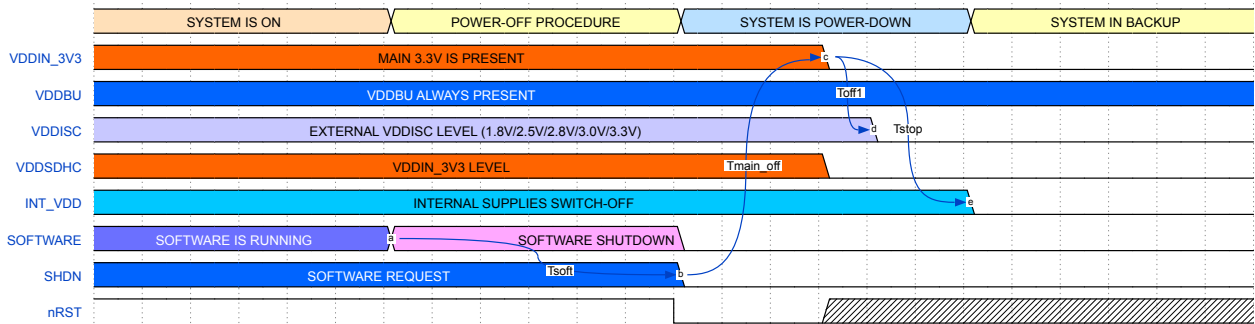 SYSTEM IS ON POWER-OFF PROCEDURE SYSTEM IS POWER-DOWN SYSTEM IN BACKUP
VDDIN_3V3 MAIN 3.3V IS PRESENT c
VDDBU VDDBU ALWAYS PRESENT Toff1
VDDISC EXTERNAL VDDISC LEVEL (1.8V/2.5V/2.8V/3.0V/3.3V) d Tstop
VDDSDHC VDDIN_3V3 LEVEL Tmain_off
INT_VDD INTERNAL SUPPLIES SWITCH-OFF e
SOFTWARE SOFTWARE IS RUNNING a SOFTWARE SHUTDOWN
SHDN SOFTWARE REQUEST Tsoft b
nRST